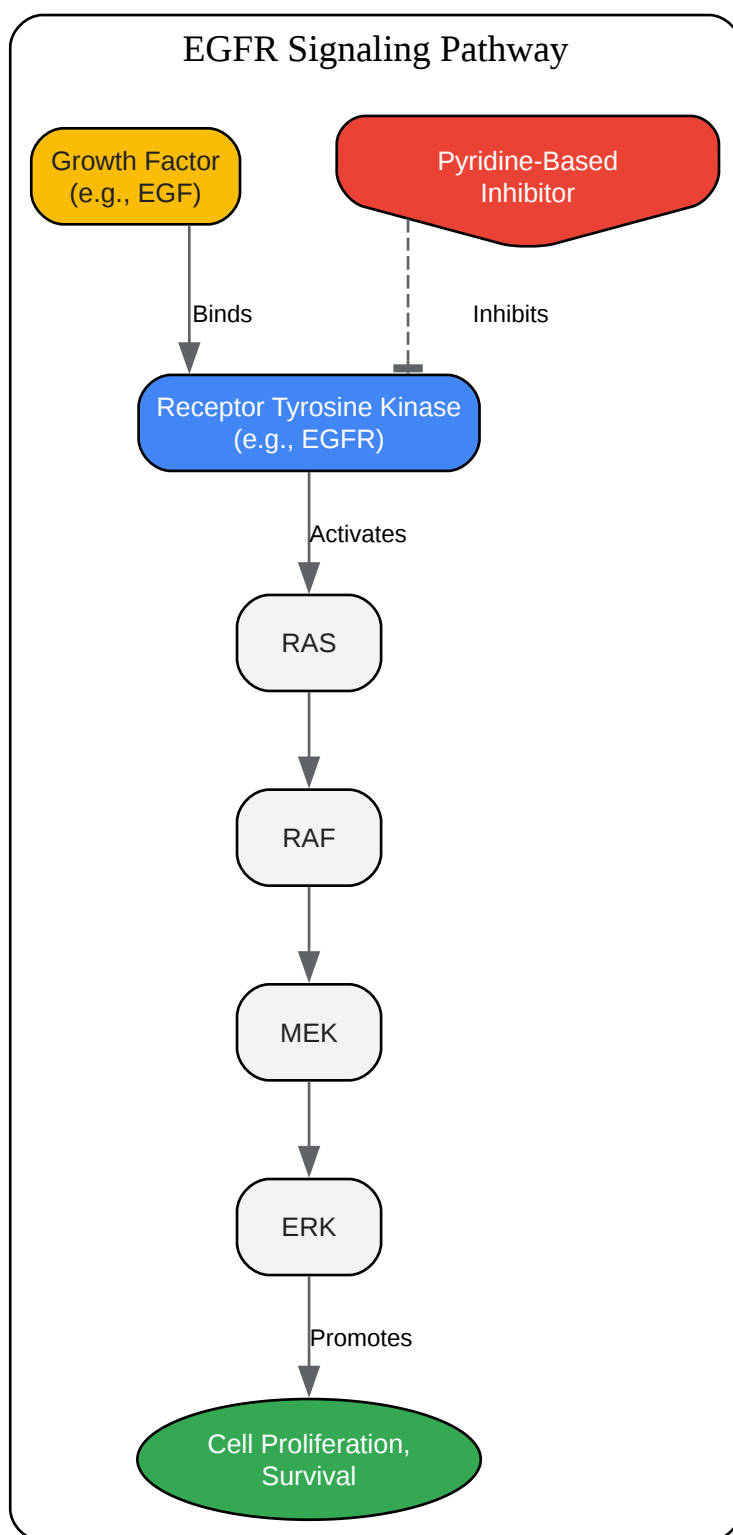 EGFR Signaling Pathway
Growth Factor
(e.g., EGF)
Pyridine-Based
Inhibitor
Binds
Inhibits
Receptor Tyrosine Kinase
(e.g., EGFR)
Activates
RAS
RAF
MEK
ERK
Promotes
Cell Proliferation,
Survival